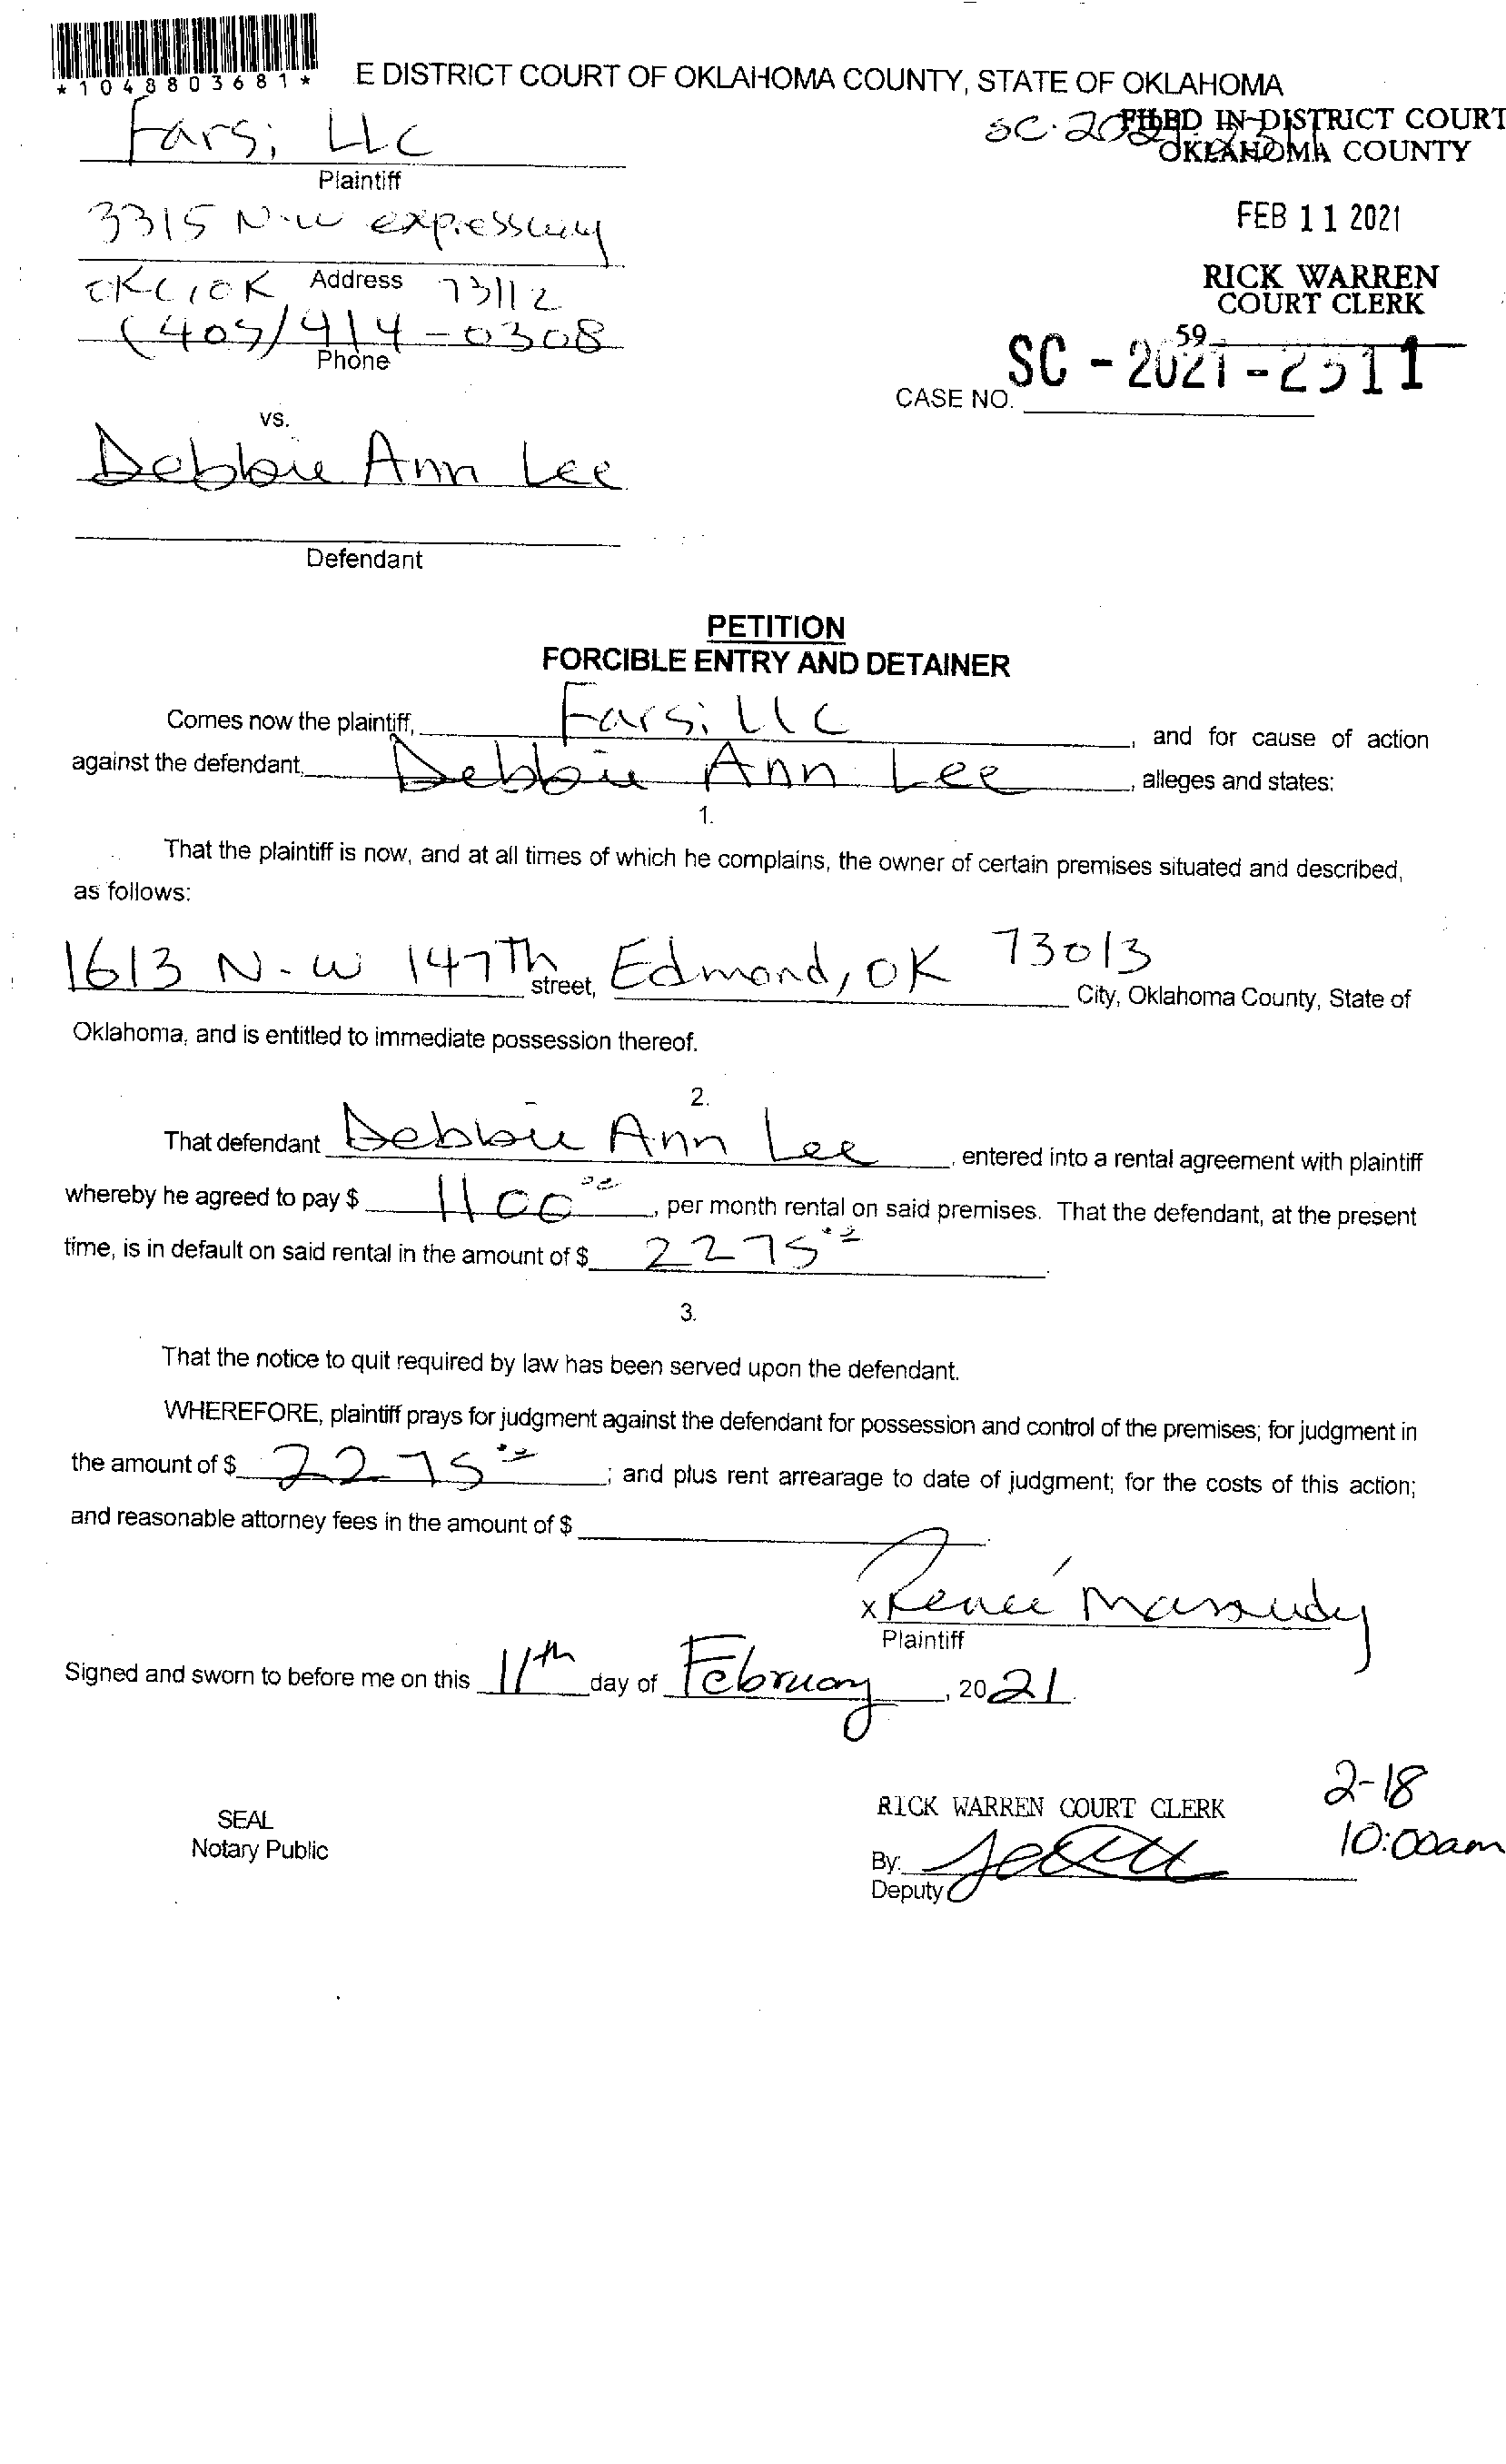 *1048803681*
E DISTRICT COURT OF OKLAHOMA COUNTY, STATE OF OKLAHOMA
Farsi LLC
Plaintiff
SC-2021-
FILED IN DISTRICT COURT
OKLAHOMA COUNTY
3315 N-W expressway
Address
OKC, OK 73112
FEB 11 2021
RICK WARREN
COURT CLERK
(405) 414-0308
Phone
59
SC - 2021 - 2511
CASE NO.
vs.
Debbie Ann Lee
Defendant
PETITION
FORCIBLE ENTRY AND DETAINER
Comes now the plaintiff, Farsi LLC, and for cause of action
against the defendant, Debbie Ann Lee, alleges and states:
1.
That the plaintiff is now, and at all times of which he complains, the owner of certain premises situated and described,
as follows:
1613 N-W 147Th street, Edmond, OK 73013 City, Oklahoma County, State of
Oklahoma, and is entitled to immediate possession thereof.
2.
That defendant Debbie Ann Lee, entered into a rental agreement with plaintiff
whereby he agreed to pay $ 1100 00, per month rental on said premises. That the defendant, at the present
time, is in default on said rental in the amount of $ 2275
3.
That the notice to quit required by law has been served upon the defendant.
WHEREFORE, plaintiff prays for judgment against the defendant for possession and control of the premises; for judgment in
the amount of $ 2275; and plus rent arrearage to date of judgment; for the costs of this action;
and reasonable attorney fees in the amount of $
x Reneé Massoudy
Plaintiff
Signed and sworn to before me on this 11th day of February, 2021.
2-18
10:00am
SEAL
Notary Public
RICK WARREN COURT CLERK
By:
Deputy